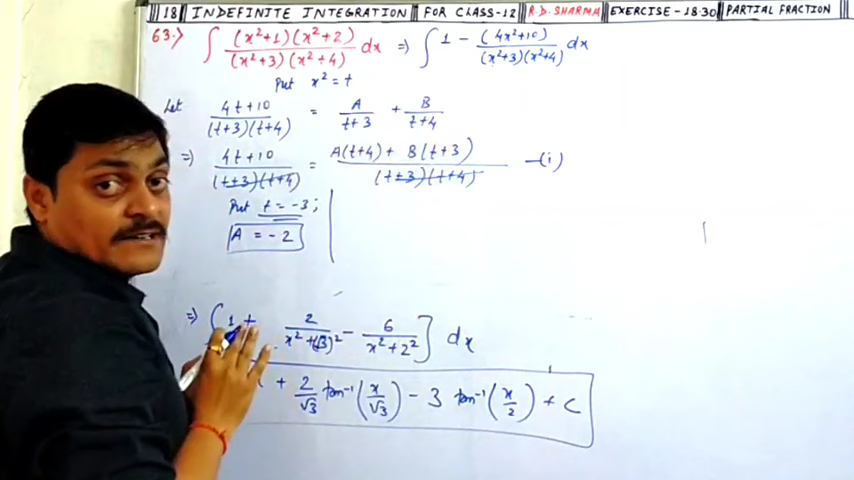 18 INDEFINITE INTEGRATION FOR CLASS-12 R.D. SHARMA EXERCISE-18.30 PARTIAL FRACTION
63.> ∫ (x²+1)(x²+2) / (x²+3)(x²+4) dx => ∫ 1 - (4x²+10) / (x²+3)(x²+4) dx
Put x² = t
Let (4t+10) / (t+3)(t+4) = A / (t+3) + B / (t+4)
=> (4t+10) / (t+3)(t+4) = A(t+4) + B(t+3) / (t+3)(t+4) —(i)
Put t = -3;
A = -2
=> ∫ 1 + 2 / x²+(√3)² - 6 / x²+2² ] dx
+ 2/√3 tan⁻¹(x/√3) - 3 tan⁻¹(x/2) + C